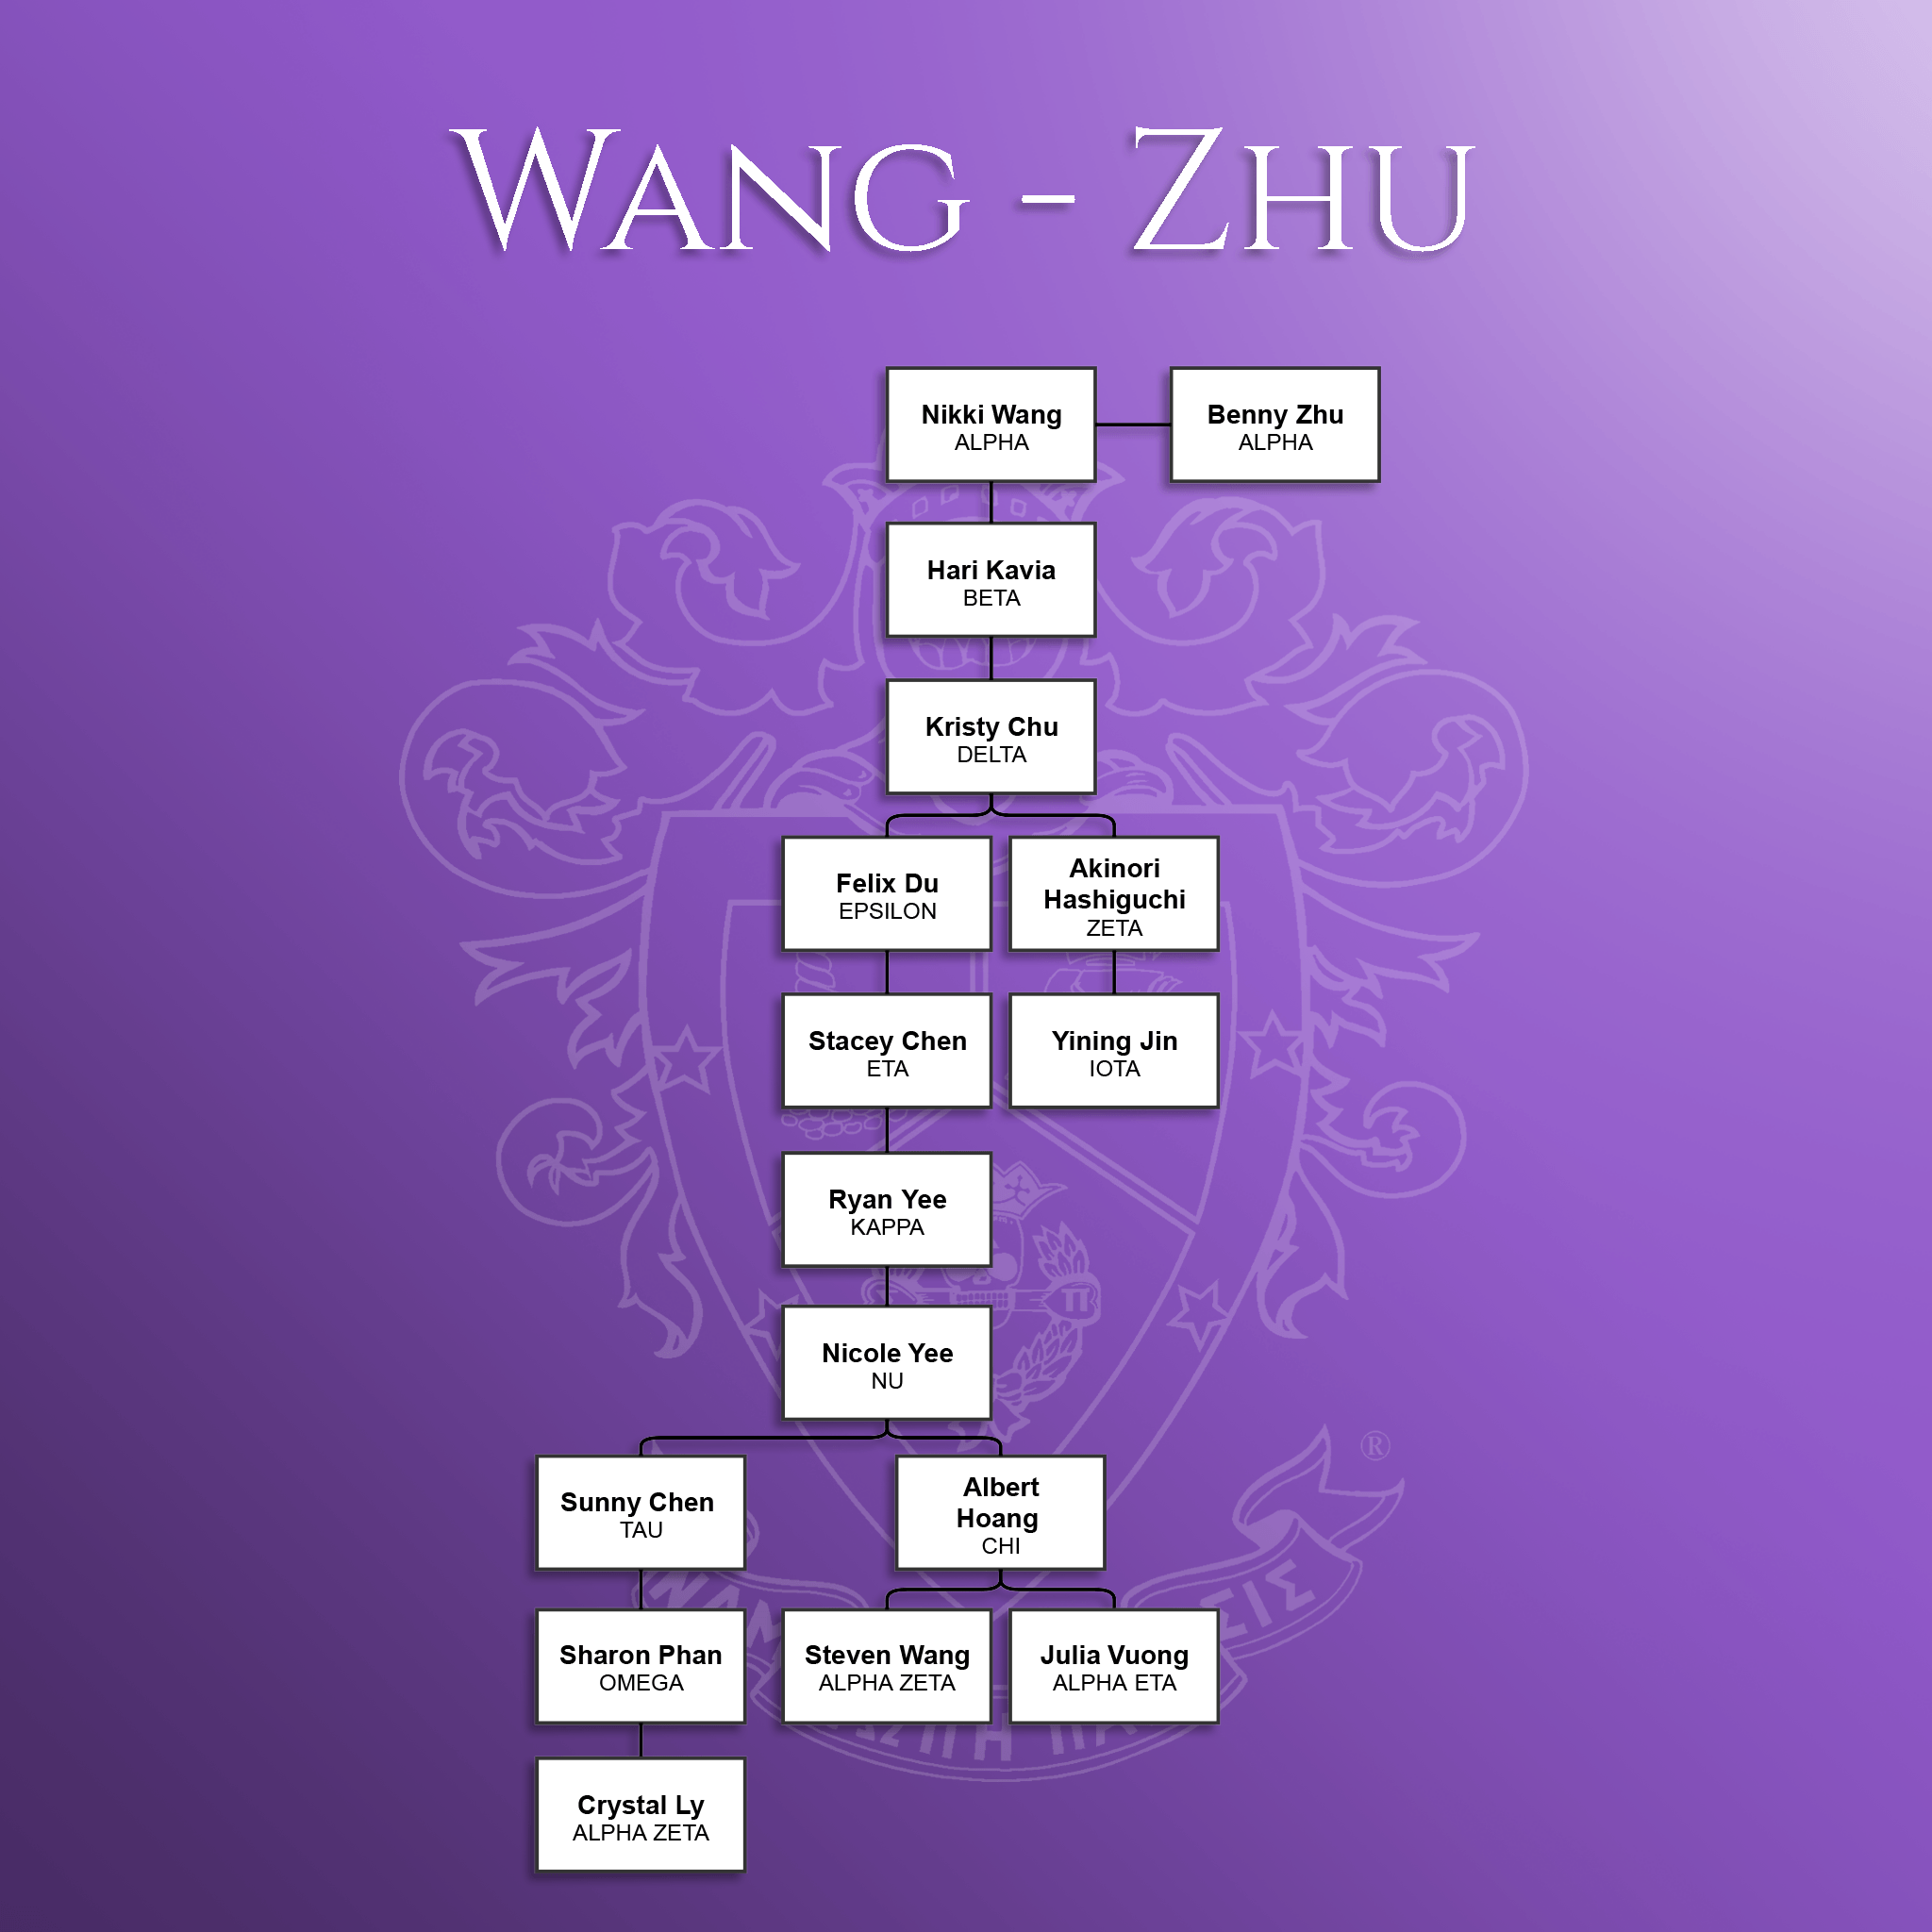 WANG - ZHU
Nikki Wang
ALPHA
Benny Zhu
ALPHA
Hari Kavia
BETA
Kristy Chu
DELTA
Felix Du
EPSILON
Akinori
Hashiguchi
ZETA
Stacey Chen
ETA
Yining Jin
IOTA
Ryan Yee
KAPPA
Π
Nicole Yee
NU
®
Sunny Chen
TAU
Albert
Hoang
CHI
Sharon Phan
OMEGA
Steven Wang
ALPHA ZETA
Julia Vuong
ALPHA ETA
Crystal Ly
ALPHA ZETA